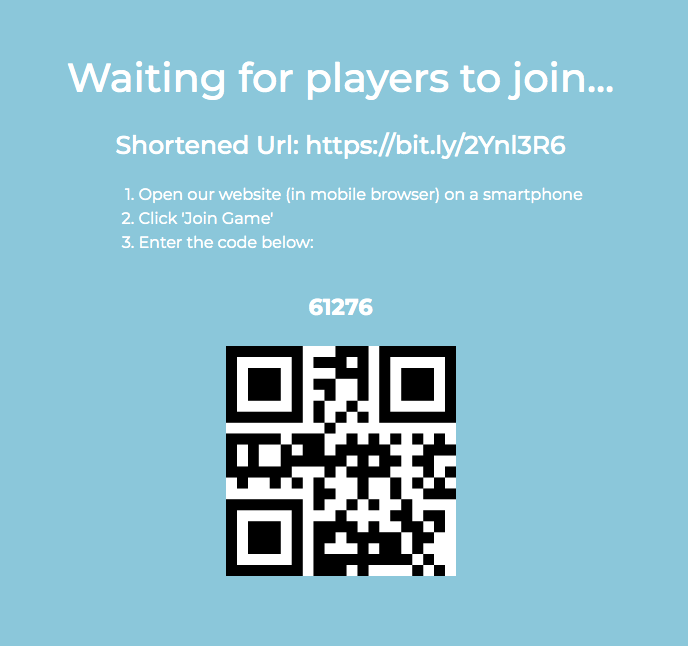 Waiting for players to join...
Shortened Url: https://bit.ly/2Ynl3R6
1. Open our website (in mobile browser) on a smartphone
2. Click 'Join Game'
3. Enter the code below:
61276